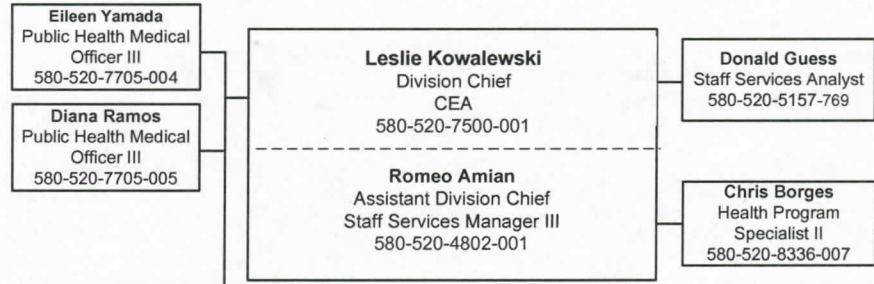 Eileen Yamada
Public Health Medical
Officer III
580-520-7705-004
Diana Ramos
Public Health Medical
Officer III
580-520-7705-005
Leslie Kowalewski
Division Chief
CEA
580-520-7500-001
Romeo Amian
Assistant Division Chief
Staff Services Manager III
580-520-4802-001
Donald Guess
Staff Services Analyst
580-520-5157-769
Chris Borges
Health Program
Specialist II
580-520-8336-007